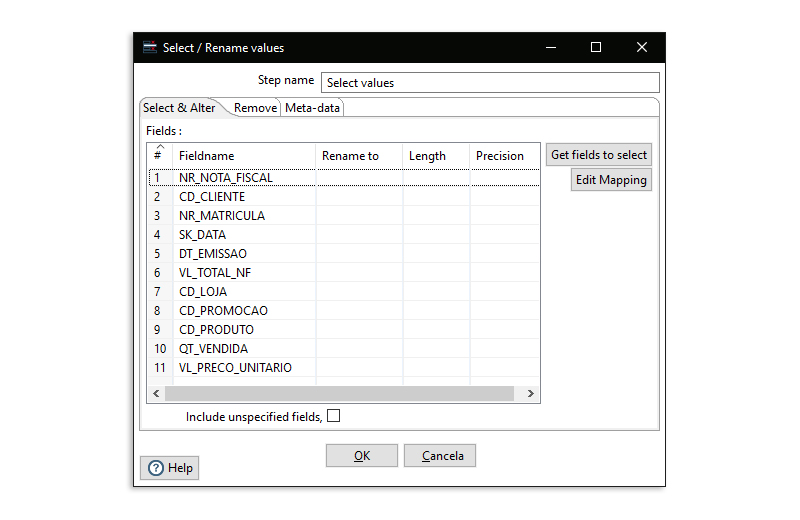 Select / Rename values
Step name Select values
Select & Alter Remove Meta-data
Fields :
# Fieldname Rename to Length Precision
1 NR_NOTA_FISCAL
2 CD_CLIENTE
3 NR_MATRICULA
4 SK_DATA
5 DT_EMISSAO
6 VL_TOTAL_NF
7 CD_LOJA
8 CD_PROMOCAO
9 CD_PRODUTO
10 QT_VENDIDA
11 VL_PRECO_UNITARIO
Get fields to select
Edit Mapping
Include unspecified fields,
OK Cancela
Help